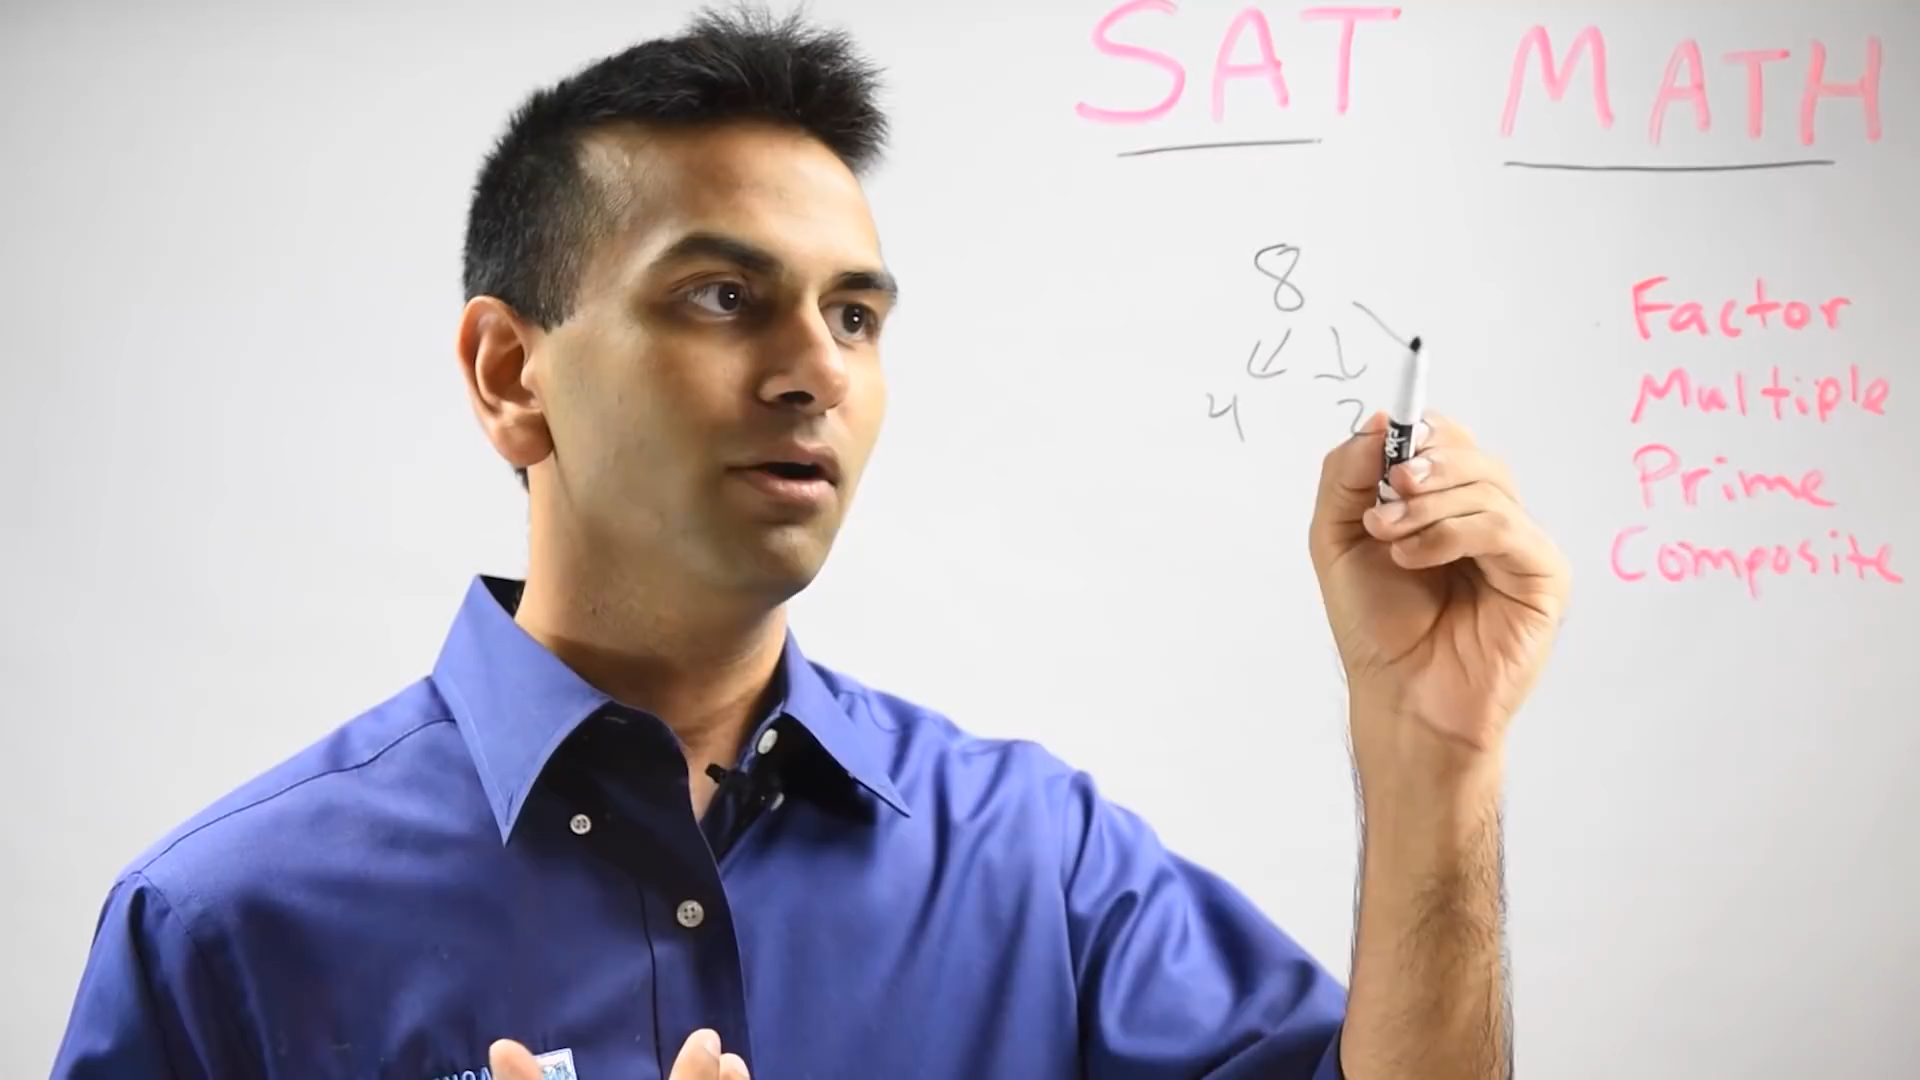 SAT MATH
8
4 2
Factor
Multiple
Prime
Composite